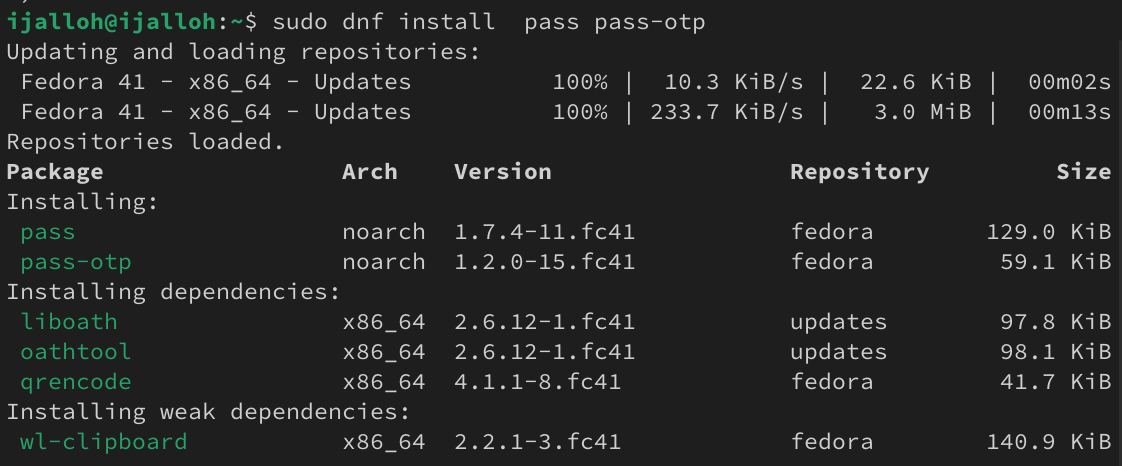 ijalloh@ijalloh:~$ sudo dnf install  pass pass-otp
Updating and loading repositories:
 Fedora 41 - x86_64 - Updates          100% |  10.3 KiB/s |  22.6 KiB |  00m02s
 Fedora 41 - x86_64 - Updates          100% | 233.7 KiB/s |   3.0 MiB |  00m13s
Repositories loaded.
Package                 Arch    Version                 Repository         Size
Installing:
 pass                   noarch  1.7.4-11.fc41           fedora        129.0 KiB
 pass-otp               noarch  1.2.0-15.fc41           fedora         59.1 KiB
Installing dependencies:
 liboath                x86_64  2.6.12-1.fc41           updates        97.8 KiB
 oathtool               x86_64  2.6.12-1.fc41           updates        98.1 KiB
 qrencode               x86_64  4.1.1-8.fc41            fedora         41.7 KiB
Installing weak dependencies:
 wl-clipboard           x86_64  2.2.1-3.fc41            fedora        140.9 KiB